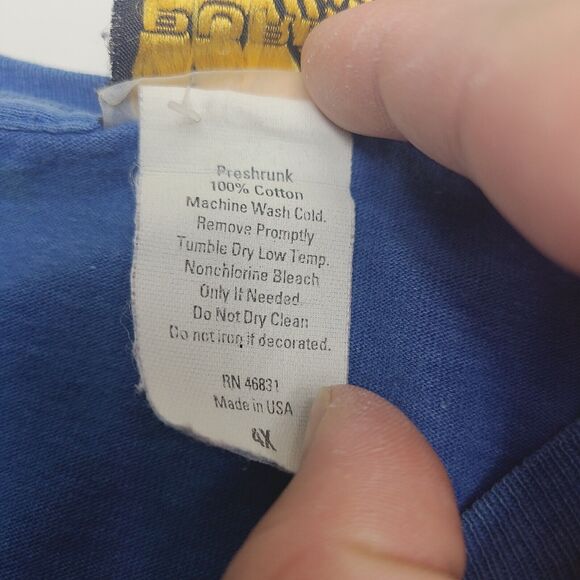 Preshrunk
100% Cotton
Machine Wash Cold.
Remove Promptly
Tumble Dry Low Temp.
Nonchlorine Bleach
Only If Needed
Do Not Dry Clean
Do not iron if decorated.
RN 46831
Made in USA
4X